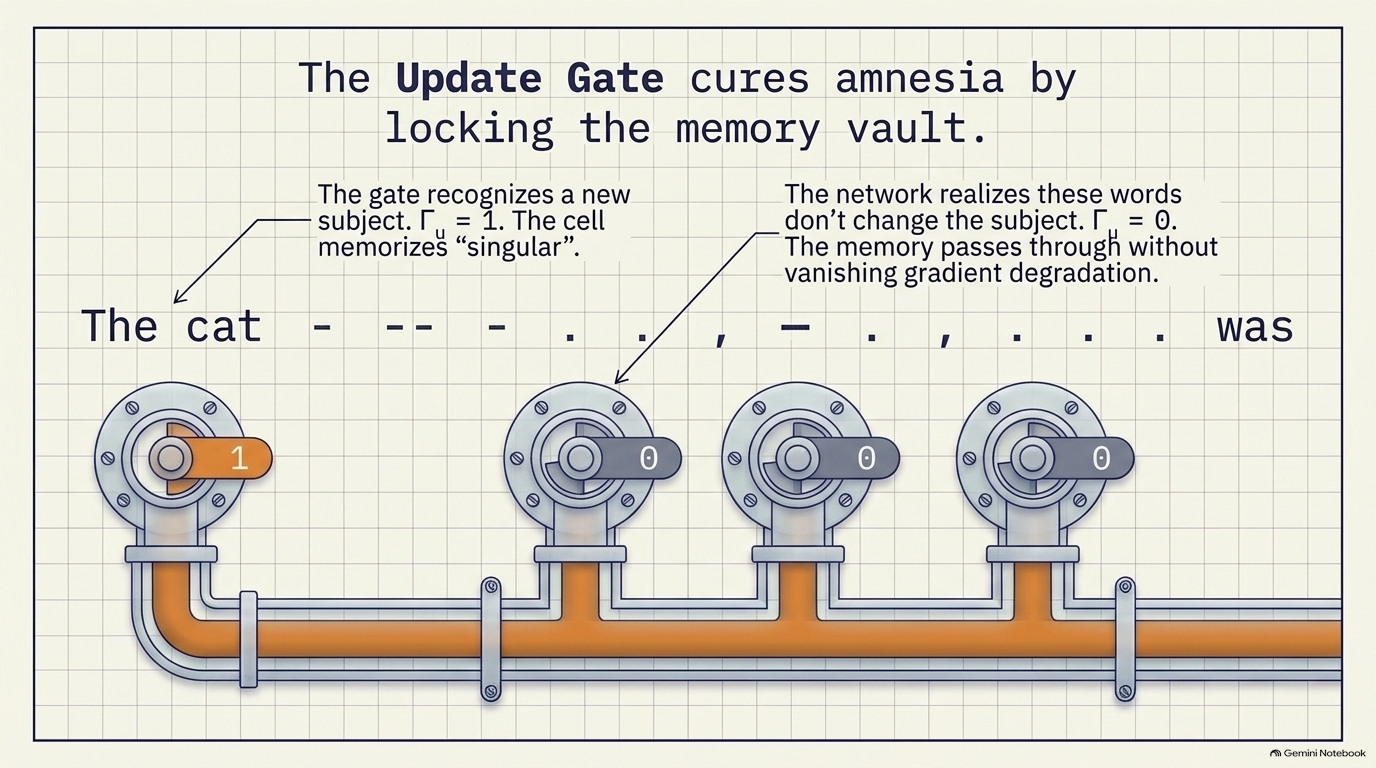 The Update Gate cures amnesia by
locking the memory vault.
The gate recognizes a new
subject. Γu = 1. The cell
memorizes “singular”.
The network realizes these words
don’t change the subject. Γu = 0.
The memory passes through without
vanishing gradient degradation.
The cat - -- - . . , — . , . . . was
1 0 0 0
Gemini Notebook